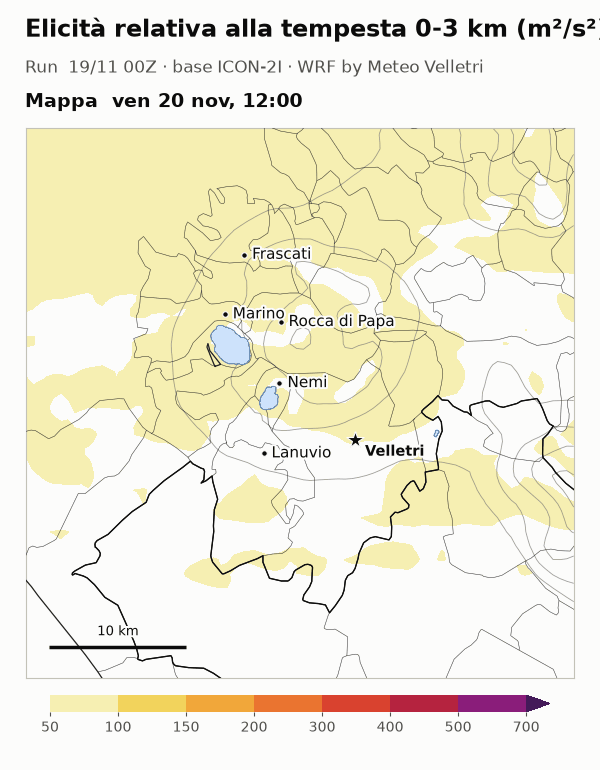 Elicità relativa alla tempesta 0-3 km (m²/s²)
Run 19/11 00Z · base ICON-2I · WRF by Meteo Velletri
Mappa ven 20 nov, 12:00
Frascati
Marino
Rocca di Papa
Nemi
Velletri
Lanuvio
10 km
50 100 150 200 300 400 500 700